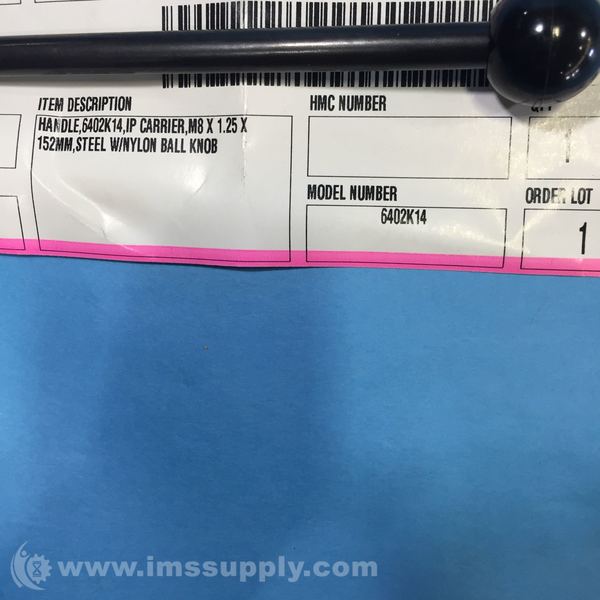 ITEM DESCRIPTION
HANDLE,6402K14,IP CARRIER,M8 X 1.25 X
152MM,STEEL W/NYLON BALL KNOB
HMC NUMBER
MODEL NUMBER
6402K14
ORDER LOT
1
www.imssupply.com